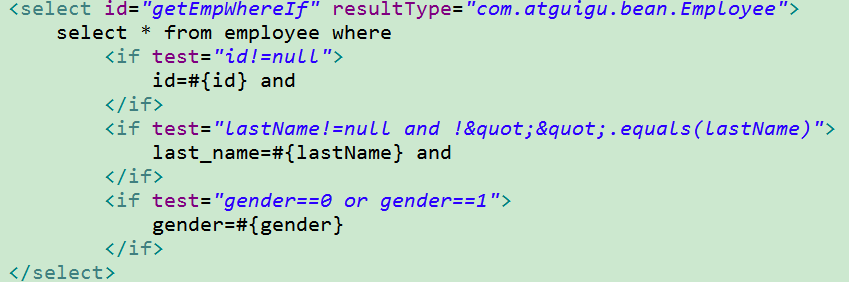 <select id="getEmpWhereIf" resultType="com.atguigu.bean.Employee">
select * from employee where
<if test="id!=null">
id=#{id} and
</if>
<if test="lastName!=null and !&quot;&quot;.equals(lastName)">
last_name=#{lastName} and
</if>
<if test="gender==0 or gender==1">
gender=#{gender}
</if>
</select>